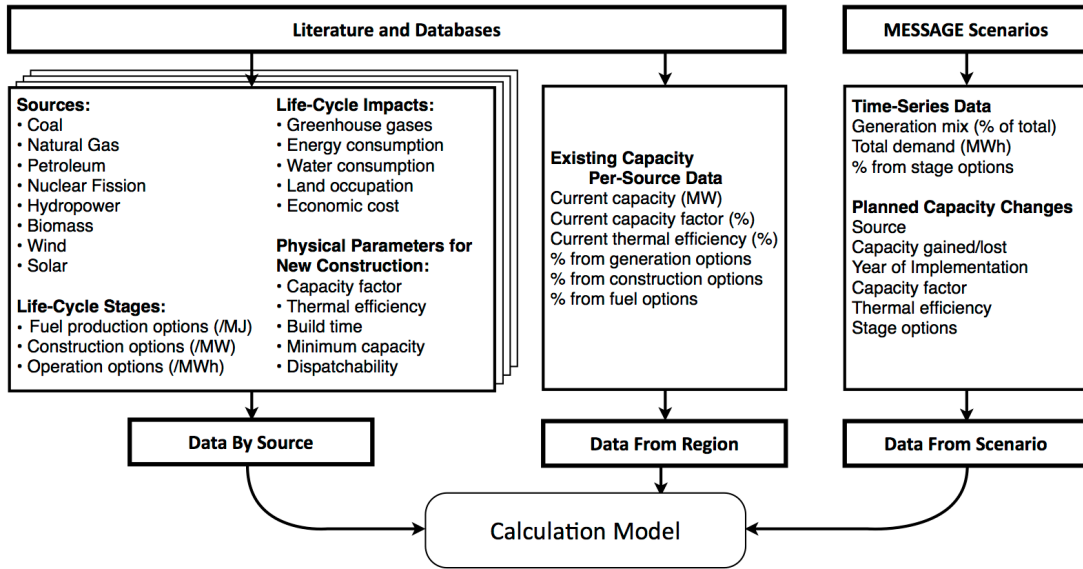 Literature and Databases
MESSAGE Scenarios
Sources:
• Coal
• Natural Gas
• Petroleum
• Nuclear Fission
• Hydropower
• Biomass
• Wind
• Solar
Life-Cycle Stages:
• Fuel production options (/MJ)
• Construction options (/MW)
• Operation options (/MWh)
Life-Cycle Impacts:
• Greenhouse gases
• Energy consumption
• Water consumption
• Land occupation
• Economic cost
Physical Parameters for
New Construction:
• Capacity factor
• Thermal efficiency
• Build time
• Minimum capacity
• Dispatchability
Existing Capacity
Per-Source Data
Current capacity (MW)
Current capacity factor (%)
Current thermal efficiency (%)
% from generation options
% from construction options
% from fuel options
Time-Series Data
Generation mix (% of total)
Total demand (MWh)
% from stage options
Planned Capacity Changes
Source
Capacity gained/lost
Year of Implementation
Capacity factor
Thermal efficiency
Stage options
Data By Source
Data From Region
Data From Scenario
Calculation Model